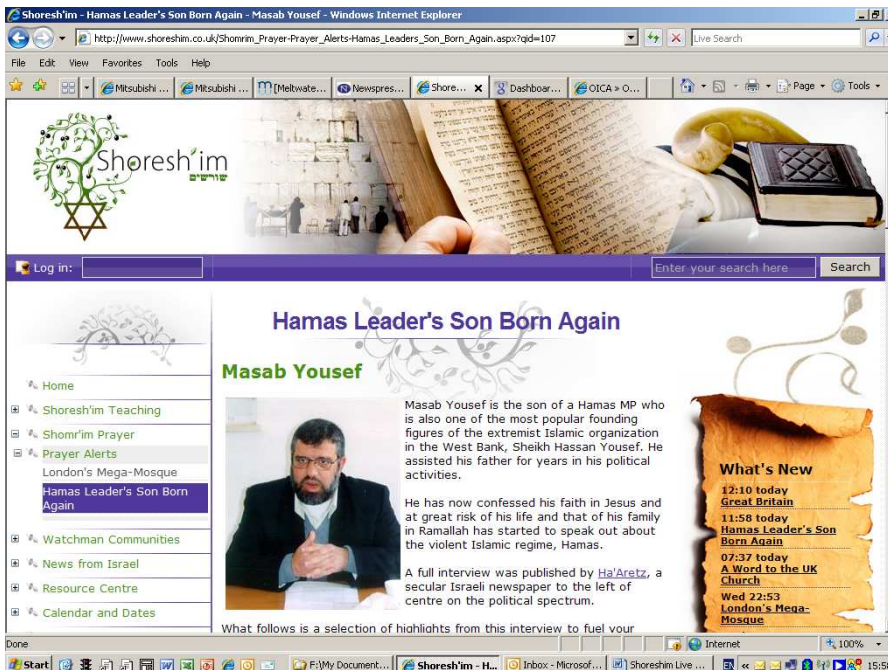 Shoresh'im - Hamas Leader's Son Born Again - Masab Yousef - Windows Internet Explorer
http://www.shoreshim.co.uk/Shomrim_Prayer-Prayer_Alerts-Hamas_Leaders_Son_Born_Again.aspx?qid=107
Live Search
File Edit View Favorites Tools Help
Mitsubishi ... Mitsubishi ... [Meltwate... Newspres... Shore... Dashboar... OICA » O... Page Tools
Shoresh'im
שורשים
Log in:
Enter your search here Search
Hamas Leader's Son Born Again
Home
Shoresh'im Teaching
Shomr'im Prayer
Prayer Alerts
London's Mega-Mosque
Hamas Leader's Son Born
Again
Watchman Communities
News from Israel
Resource Centre
Calendar and Dates
Masab Yousef
Masab Yousef is the son of a Hamas MP who
is also one of the most popular founding
figures of the extremist Islamic organization
in the West Bank, Sheikh Hassan Yousef. He
assisted his father for years in his political
activities.
He has now confessed his faith in Jesus and
at great risk of his life and that of his family
in Ramallah has started to speak out about
the violent Islamic regime, Hamas.
A full interview was published by Ha'Aretz, a
secular Israeli newspaper to the left of
centre on the political spectrum.
What follows is a selection of highlights from this interview to fuel your
What's New
12:10 today
Great Britain
11:58 today
Hamas Leader's Son
Born Again
07:37 today
A Word to the UK
Church
Wed 22:53
London's Mega-
Mosque
Done Internet 100%
Start F:\My Document... Shoresh'im - H... Inbox - Microsof... Shoreshim Live ... EN